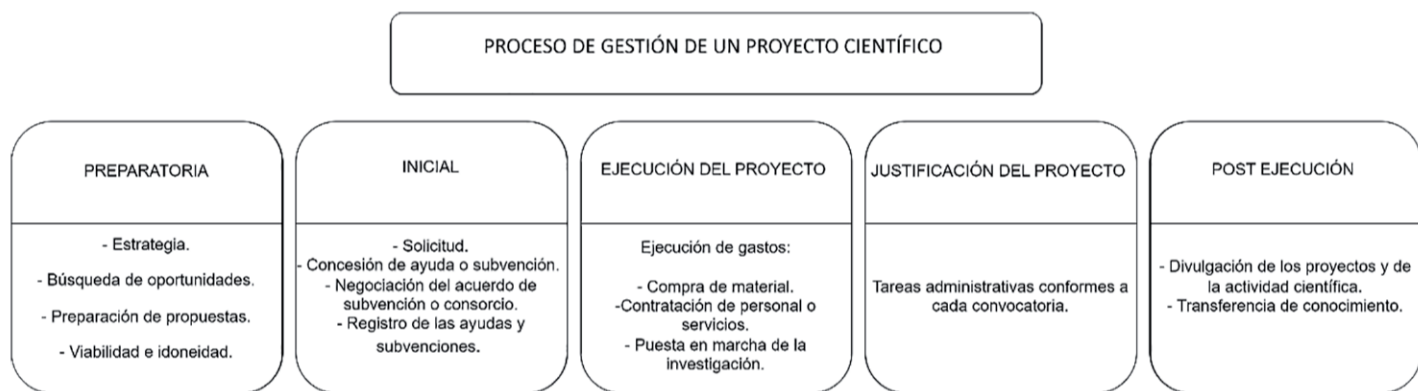 PROCESO DE GESTIÓN DE UN PROYECTO CIENTÍFICO
PREPARATORIA
- Estrategia.
- Búsqueda de oportunidades.
- Preparación de propuestas.
- Viabilidad e idoneidad.
INICIAL
- Solicitud.
- Concesión de ayuda o subvención.
- Negociación del acuerdo de
subvención o consorcio.
- Registro de las ayudas y
subvenciones.
EJECUCIÓN DEL PROYECTO
Ejecución de gastos:
- Compra de material.
-Contratación de personal o
servicios.
- Puesta en marcha de la
investigación.
JUSTIFICACIÓN DEL PROYECTO
Tareas administrativas conformes a
cada convocatoria.
POST EJECUCIÓN
- Divulgación de los proyectos y de
la actividad científica.
- Transferencia de conocimiento.